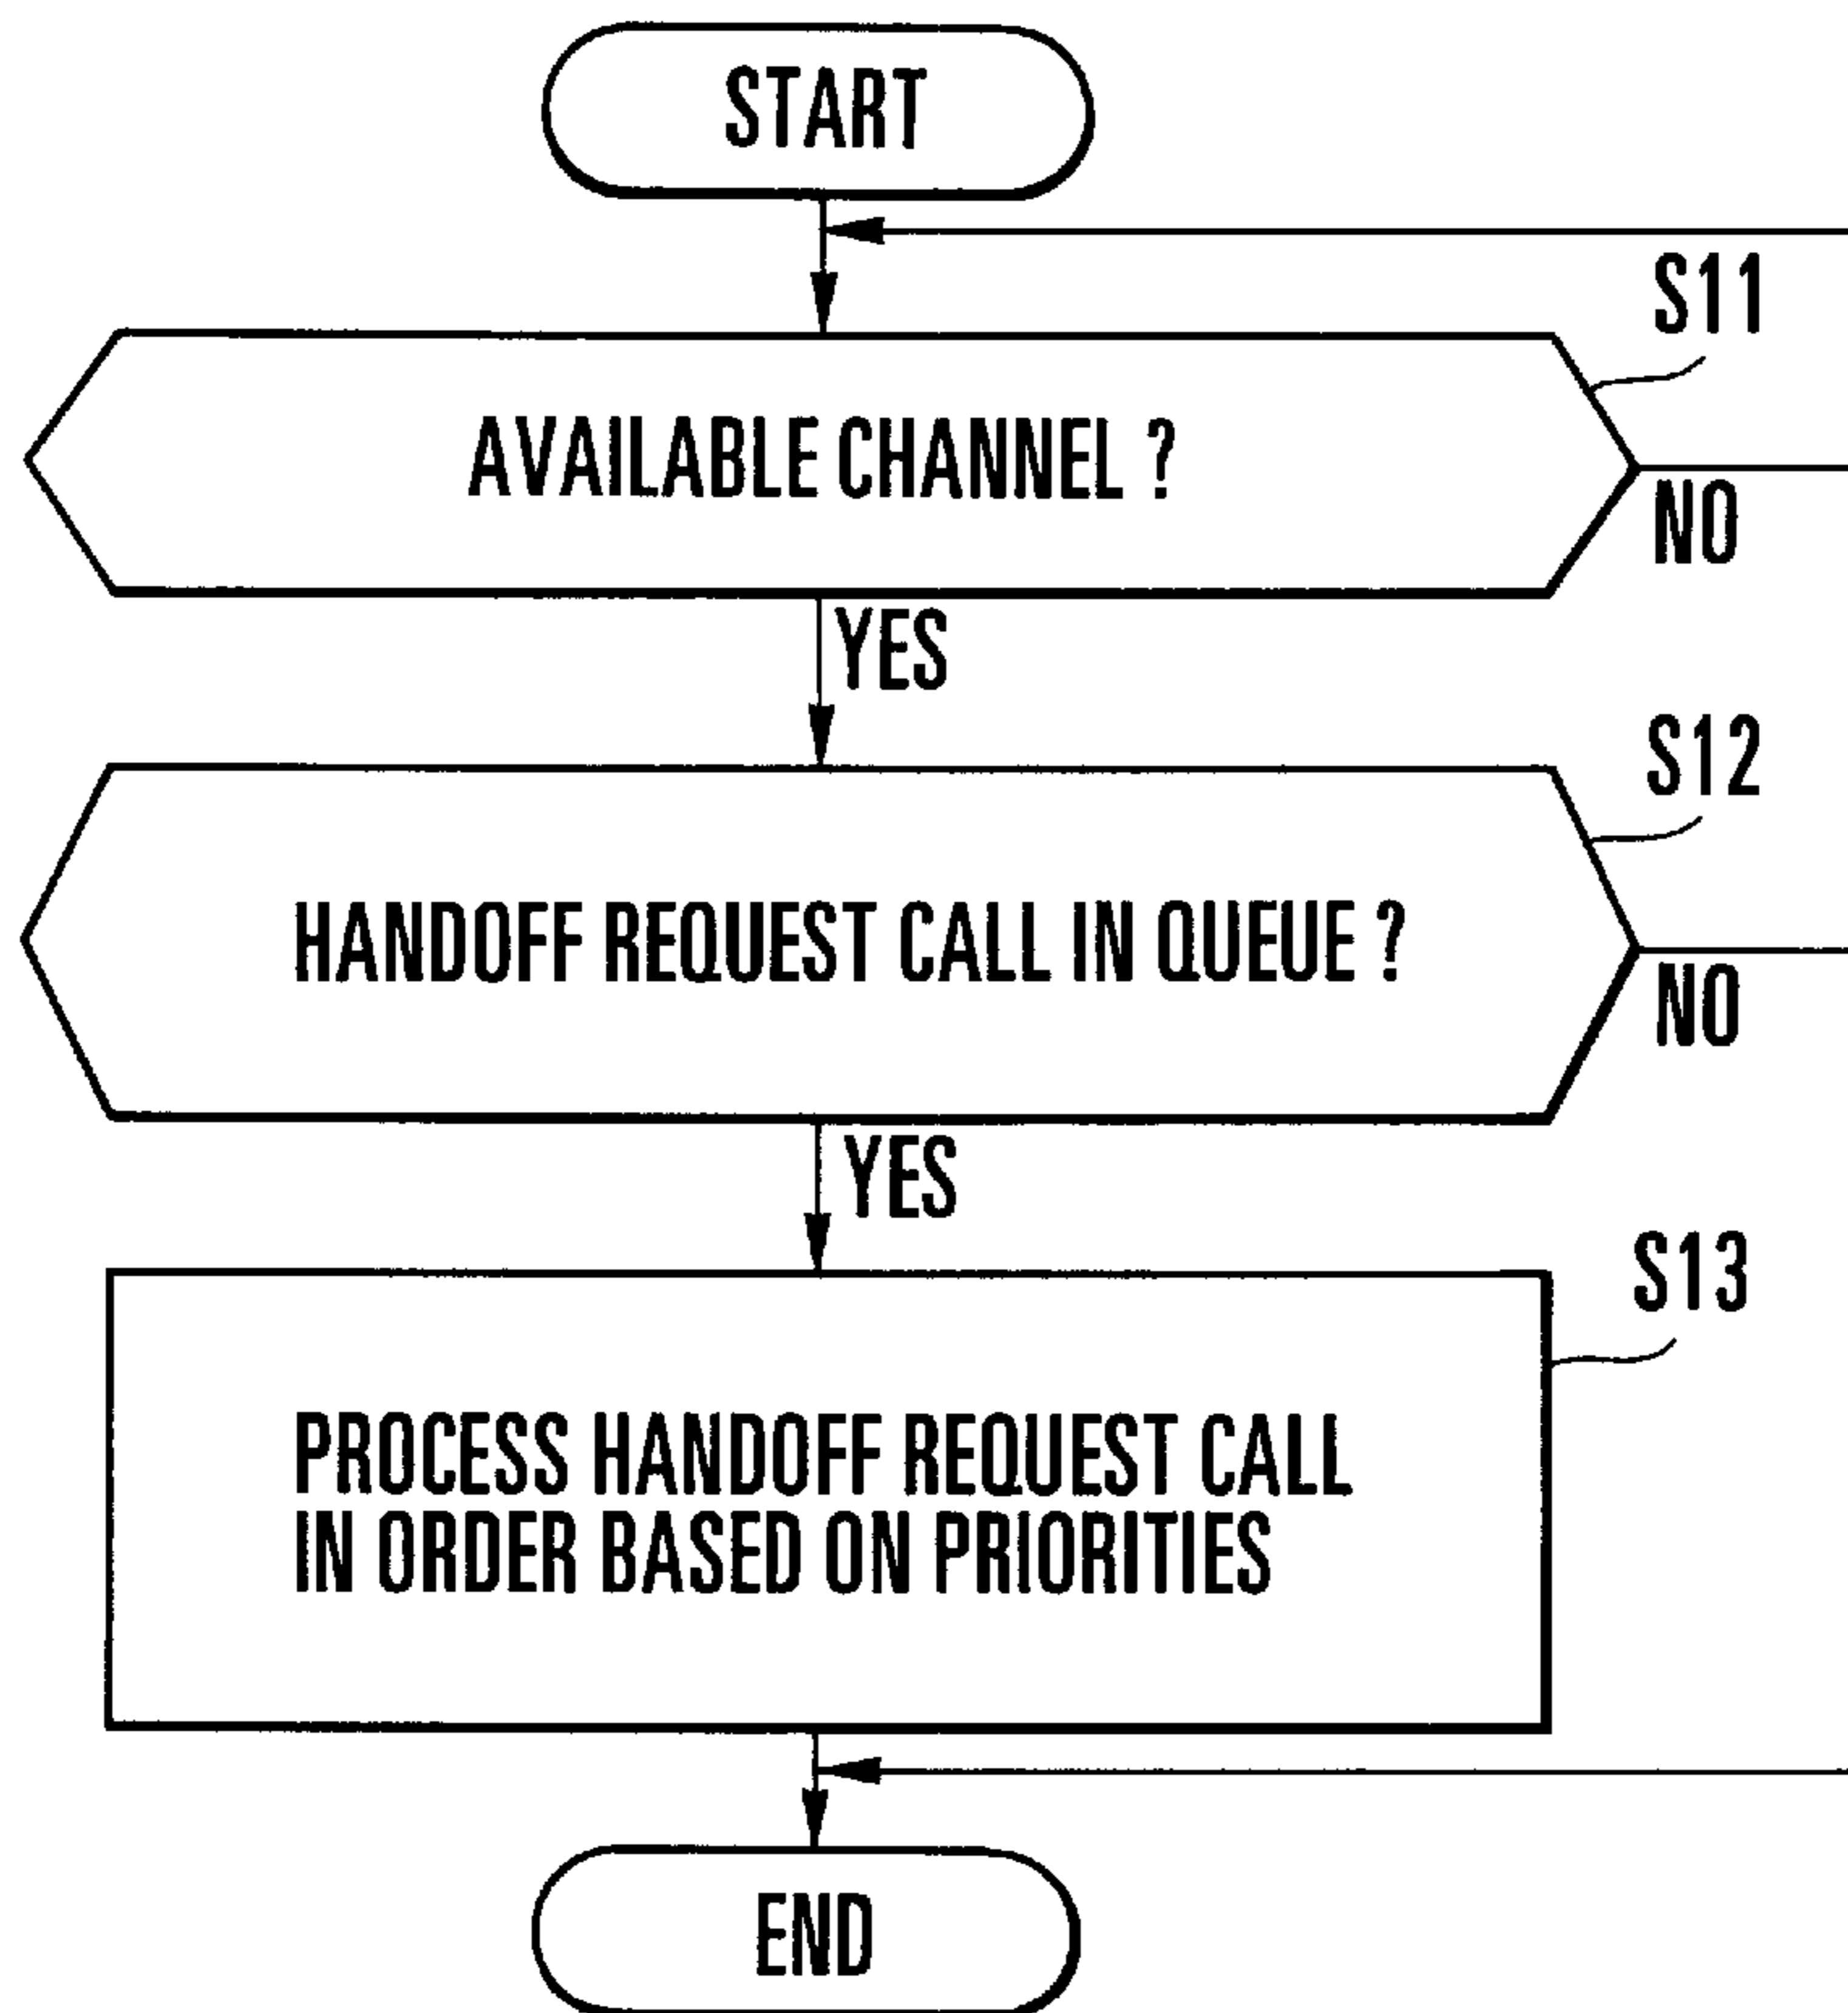 START
S11
AVAILABLE CHANNEL ?
NO
YES
S12
HANDOFF REQUEST CALL IN QUEUE ?
NO
YES
S13
PROCESS HANDOFF REQUEST CALL
IN ORDER BASED ON PRIORITIES
END